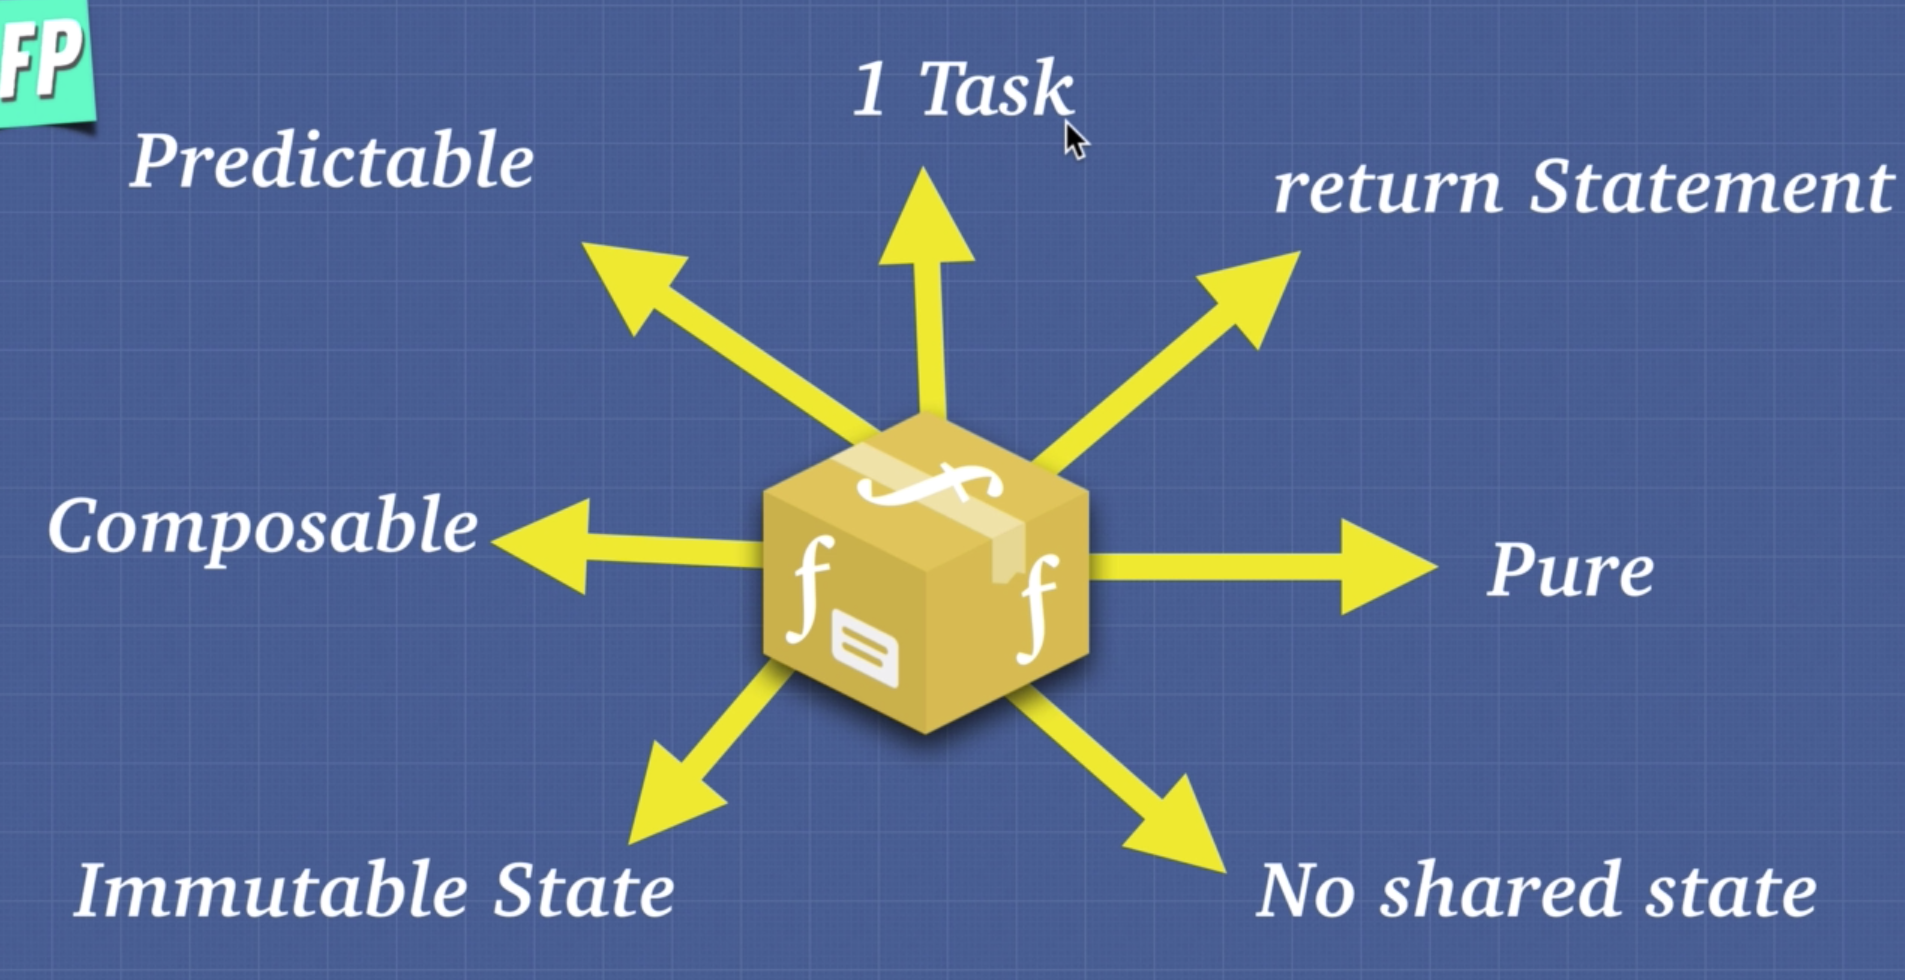 FP
1 Task
Predictable
return Statement
Composable
Pure
f
f
f
Immutable State
No shared state